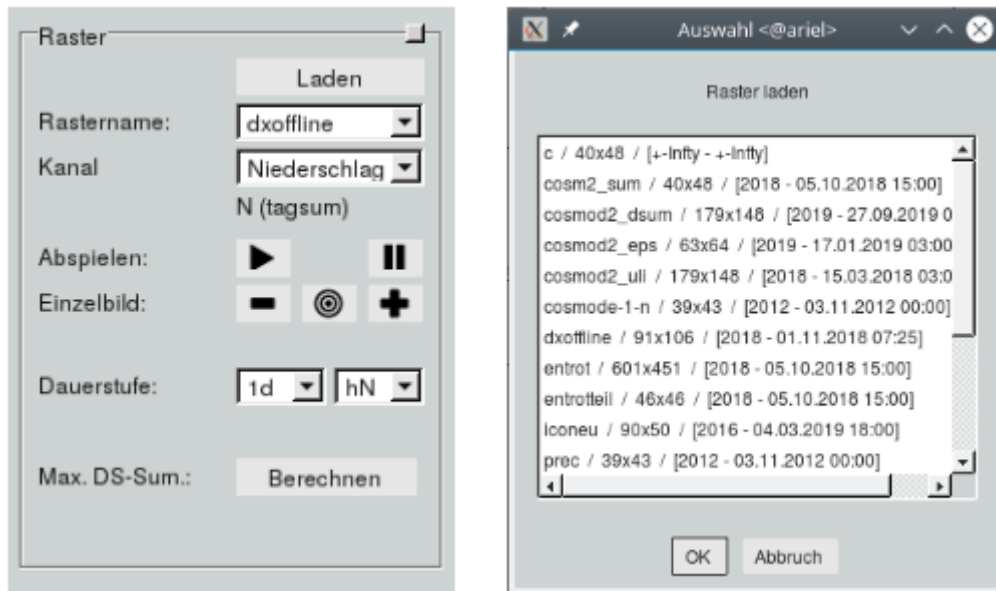 Raster
Laden
Rastername:
dxoffline
Kanal
Niederschlag
N (tagsum)
Abspielen:
Einzelbild:
Dauerstufe:
1d
hN
Max. DS-Sum.:
Berechnen
Auswahl <@ariel>
Raster laden
c / 40x48 / [+-Infty - +-Infty]
cosm2_sum / 40x48 / [2018 - 05.10.2018 15:00]
cosmod2_dsum / 179x148 / [2019 - 27.09.2019 0
cosmod2_eps / 63x64 / [2019 - 17.01.2019 03:00
cosmod2_ull / 179x148 / [2018 - 15.03.2018 03:0
cosmode-1-n / 39x43 / [2012 - 03.11.2012 00:00]
dxoffline / 91x106 / [2018 - 01.11.2018 07:25]
entrot / 601x451 / [2018 - 05.10.2018 15:00]
entrotteil / 46x46 / [2018 - 05.10.2018 15:00]
iconeu / 90x50 / [2016 - 04.03.2019 18:00]
prec / 39x43 / [2012 - 03.11.2012 00:00]
OK
Abbruch